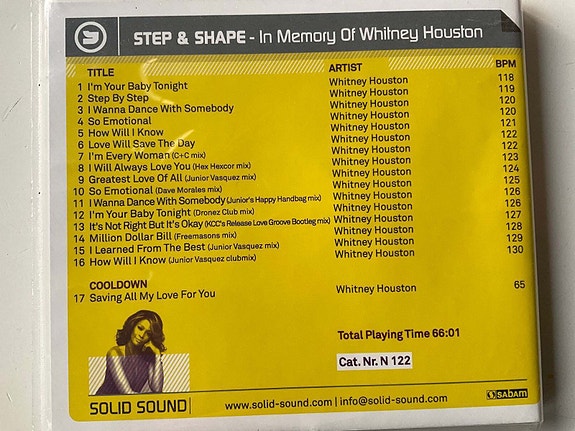 STEP & SHAPE - In Memory Of Whitney Houston
TITLE ARTIST BPM
1 I'm Your Baby Tonight Whitney Houston 118
2 Step By Step Whitney Houston 119
3 I Wanna Dance With Somebody Whitney Houston 120
4 So Emotional Whitney Houston 120
5 How Will I Know Whitney Houston 121
6 Love Will Save The Day Whitney Houston 122
7 I'm Every Woman (C+C mix) Whitney Houston 122
8 I Will Always Love You (Hex Hexcor mix) Whitney Houston 123
9 Greatest Love Of All (Junior Vasquez mix) Whitney Houston 124
10 So Emotional (Dave Morales mix) Whitney Houston 125
11 I Wanna Dance With Somebody (Junior's Happy Handbag mix) Whitney Houston 126
12 I'm Your Baby Tonight (Dronez Club mix) Whitney Houston 126
13 It's Not Right But It's Okay (KCC's Release Love Groove Bootleg mix) Whitney Houston 127
14 Million Dollar Bill (Freemasons mix) Whitney Houston 128
15 I Learned From The Best (Junior Vasquez mix) Whitney Houston 129
16 How Will I Know (Junior Vasquez clubmix) Whitney Houston 130
COOLDOWN
17 Saving All My Love For You Whitney Houston 65
Total Playing Time 66:01
Cat. Nr. N 122
SOLID SOUND www.solid-sound.com | info@solid-sound.com sabam